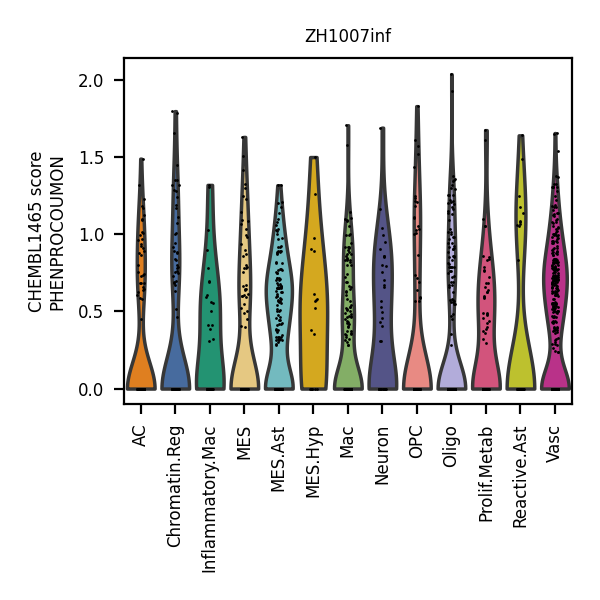 ZH1007inf
CHEMBL1465 score
PHENPROCOUMON
2.0
1.5
1.0
0.5
0.0
AC
Chromatin.Reg
Inflammatory.Mac
MES
MES.Ast
MES.Hyp
Mac
Neuron
OPC
Oligo
Prolif.Metab
Reactive.Ast
Vasc